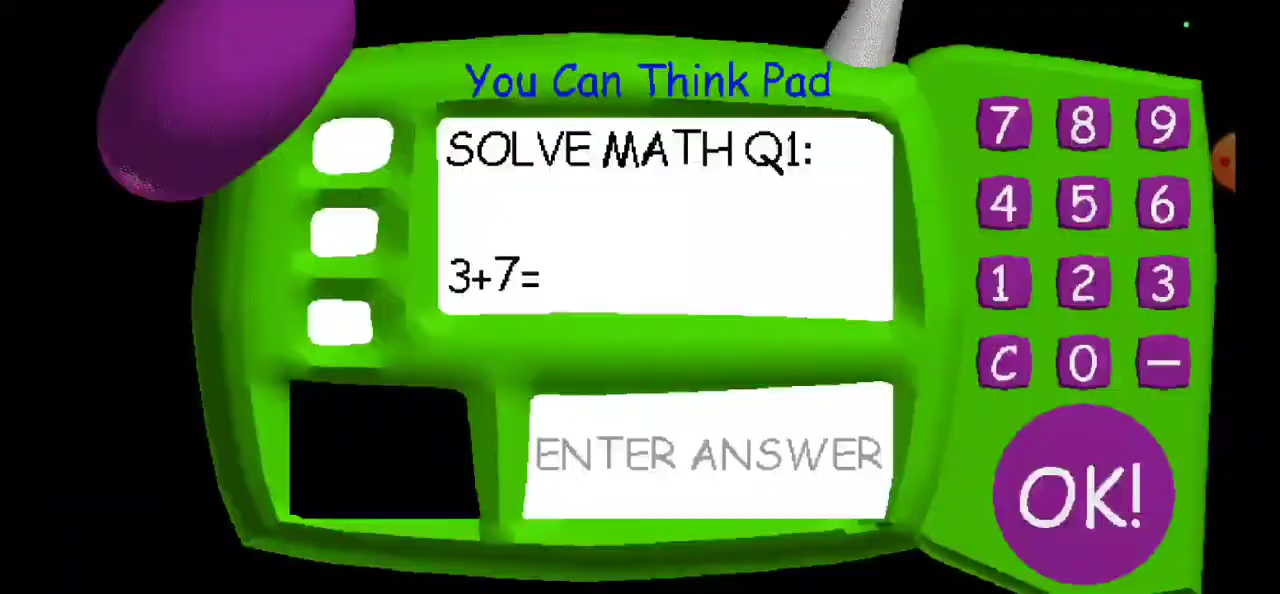 You Can Think Pad
SOLVE MATH Q1:
3+7=
ENTER ANSWER
7 8 9
4 5 6
1 2 3
C 0 —
OK!